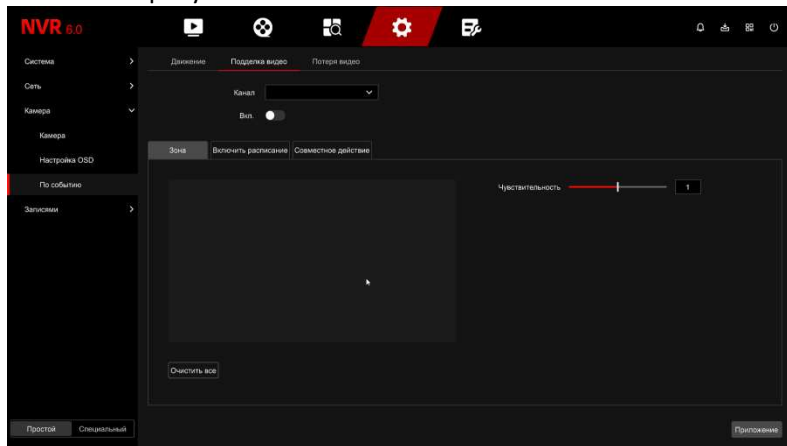 NVR 6.0
Система
Сеть
Камера
Камера
Настройка OSD
По событию
Записями
Простой Специальный
Движение Подделка видео Потеря видео
Канал
Вкл.
Зона Включить расписание Совместное действие
Чувствительность 1
Очистить все
Приложение